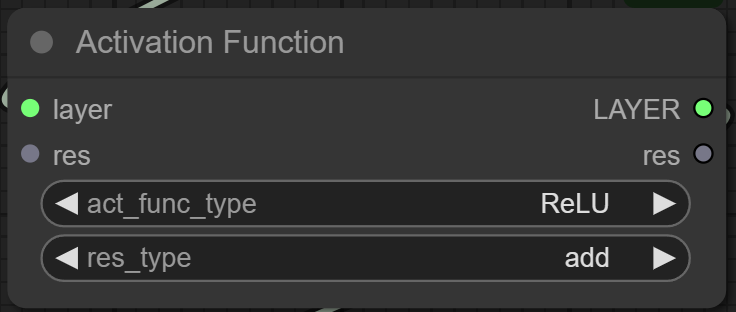 Activation Function
layer LAYER
res res
act_func_type ReLU
res_type add